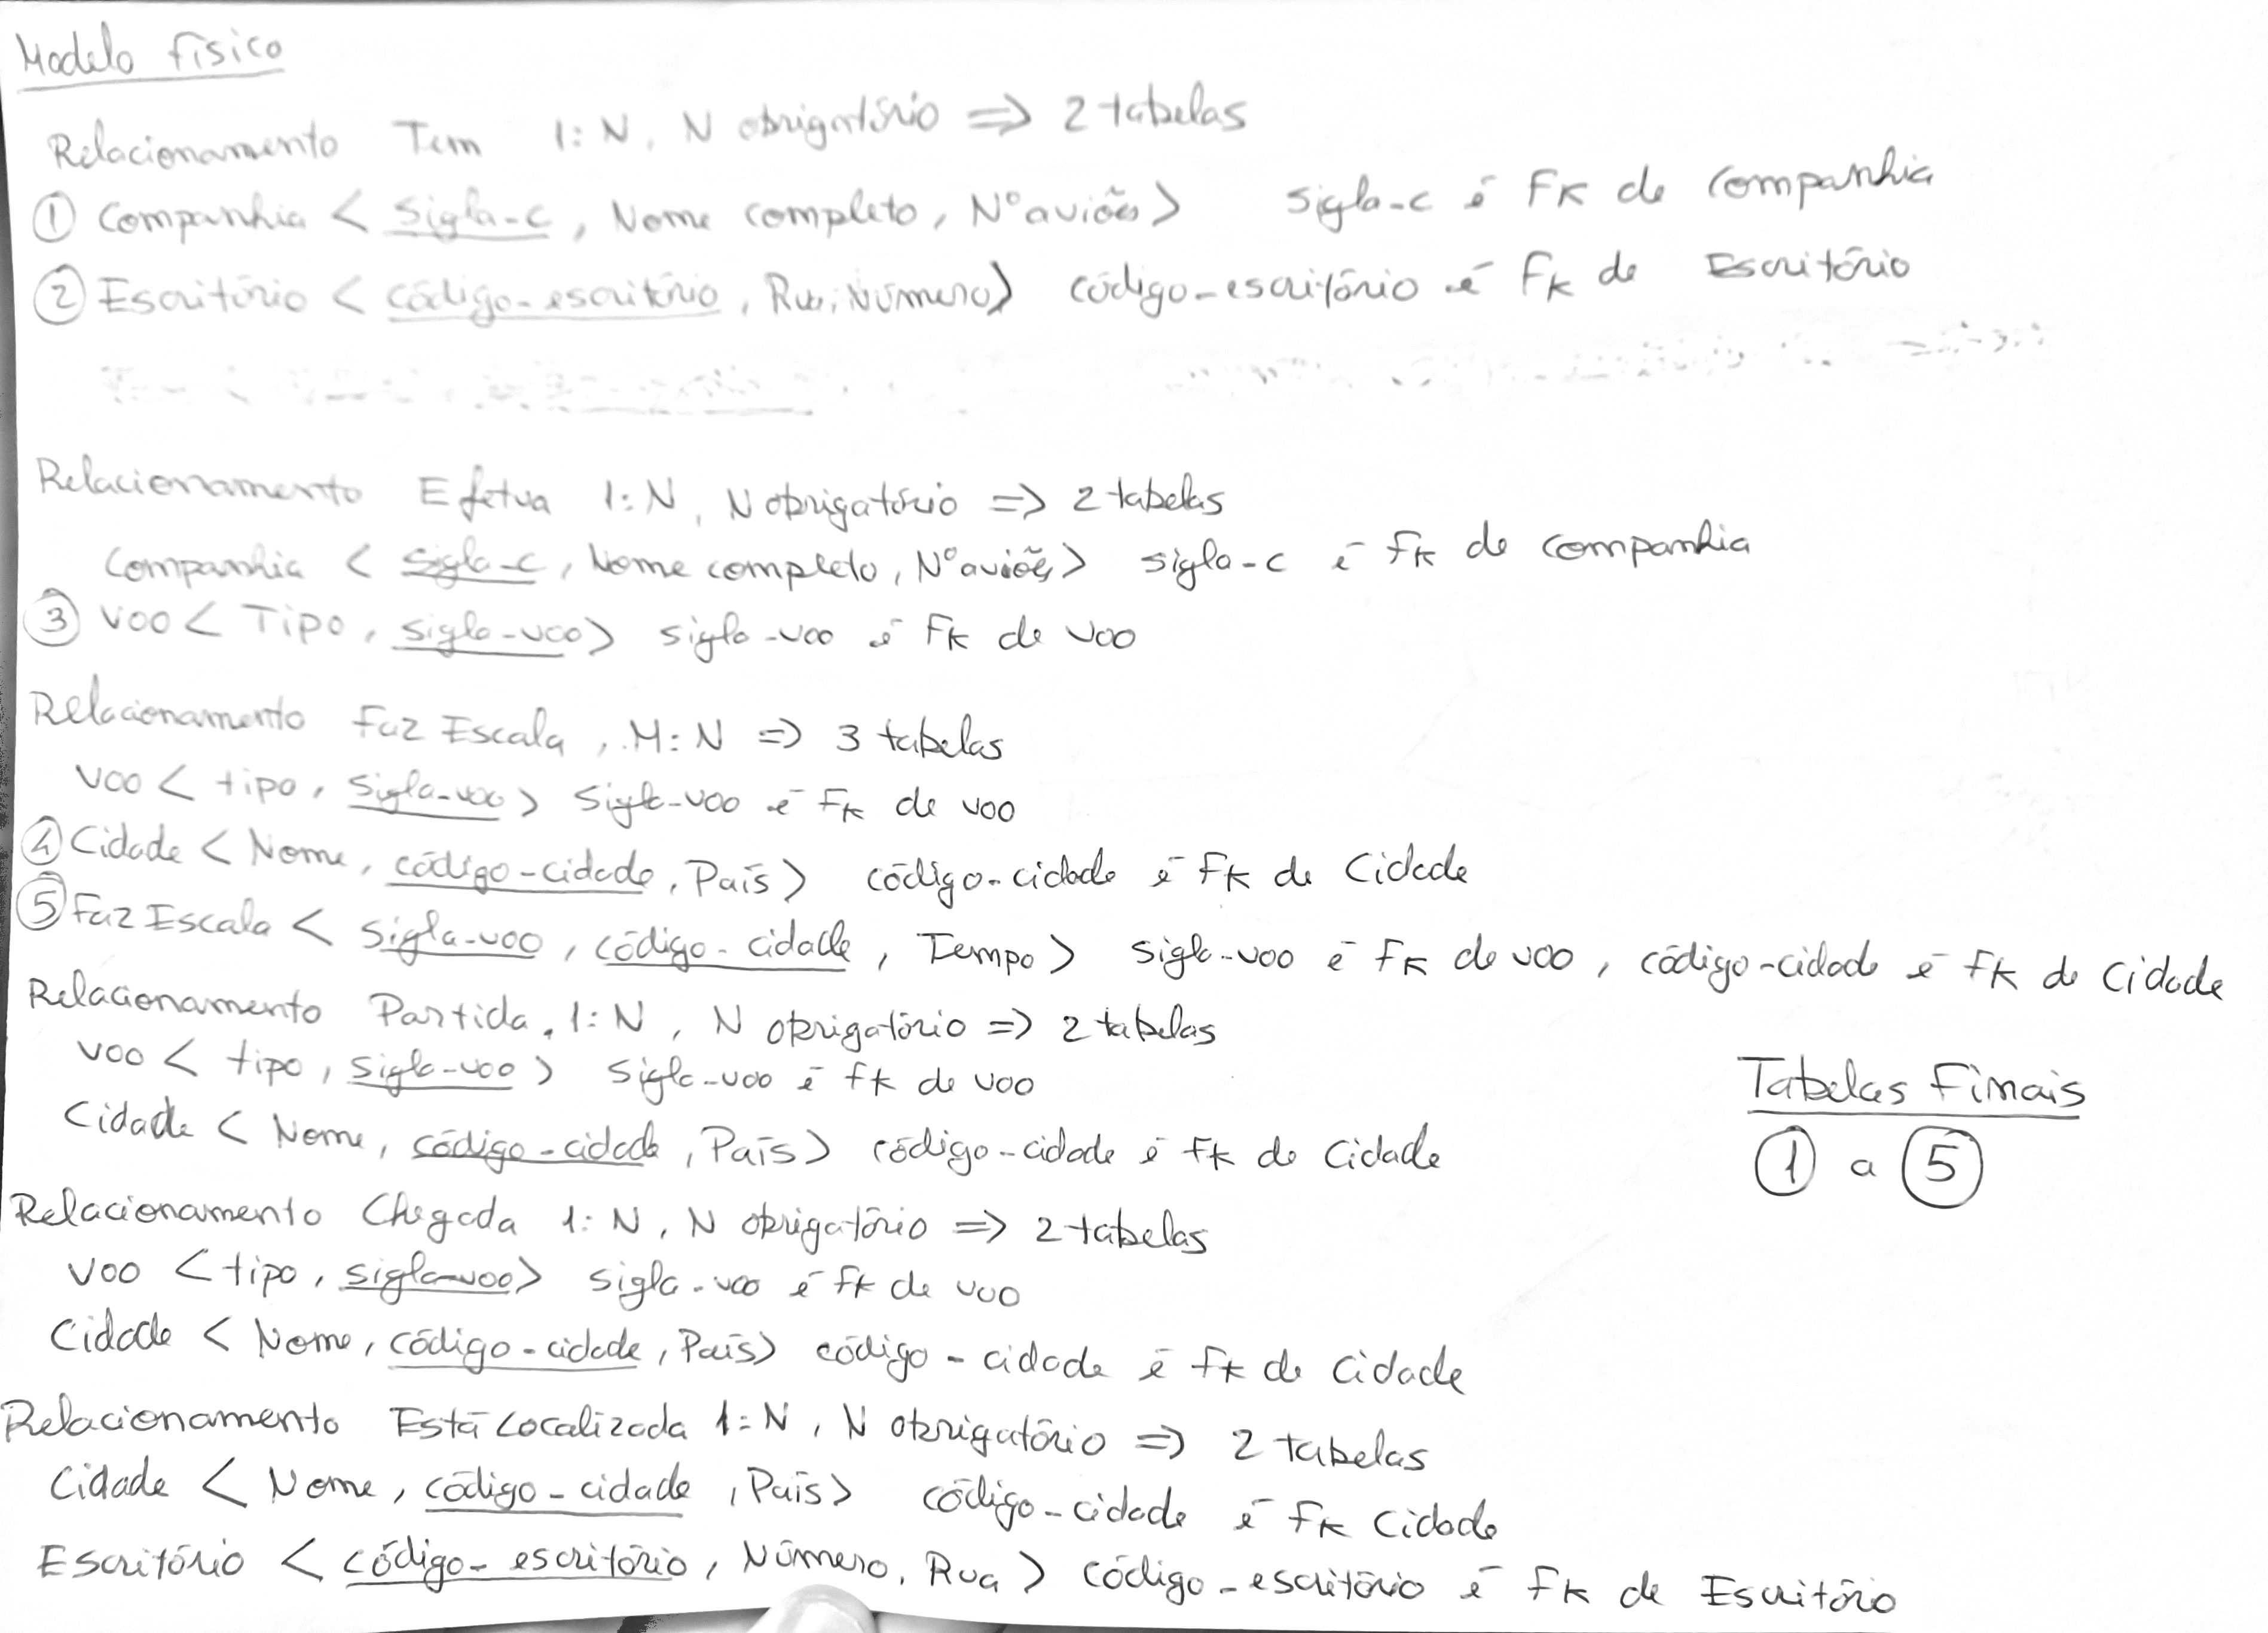 Modelo Físico
Relacionamento Tem 1:N, N obrigatório => 2 tabelas
① Companhia < Sigla-c, Nome completo, Nº aviões > sigla-c é FK de companhia
② Escritório < código-escritório, Rua, Número > código-escritório é FK de Escritório
Relacionamento Efetua 1:N, N obrigatório => 2 tabelas
Companhia < sigla-c, Nome completo, Nº aviões > sigla-c é FK de companhia
③ Voo < Tipo, sigla-voo > sigla-voo é FK de voo
Relacionamento Faz Escala, M:N => 3 tabelas
Voo < tipo, sigla-voo > sigla-voo é FK de voo
④ Cidade < Nome, código-cidade, País > código-cidade é FK de Cidade
⑤ Faz Escala < sigla-voo, código-cidade, Tempo > sigla-voo é FK de voo, código-cidade é FK de Cidade
Relacionamento Partida, 1:N, N obrigatório => 2 tabelas
Voo < tipo, sigla-voo > sigla-voo é FK de voo
Cidade < Nome, código-cidade, País > código-cidade é FK de Cidade
Tabelas Finais
① a ⑤
Relacionamento Chegada 1:N, N obrigatório => 2 tabelas
Voo < tipo, sigla-voo > sigla-voo é FK de voo
Cidade < Nome, código-cidade, País > código-cidade é FK de Cidade
Relacionamento Está Localizada 1:N, N obrigatório => 2 tabelas
Cidade < Nome, código-cidade, País > código-cidade é FK Cidade
Escritório < código-escritório, Número, Rua > código-escritório é FK de Escritório